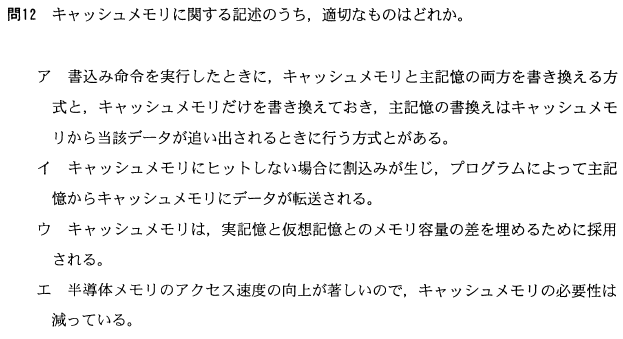 問12　キャッシュメモリに関する記述のうち，適切なものはどれか。
ア　書込み命令を実行したときに，キャッシュメモリと主記憶の両方を書き換える方
式と，キャッシュメモリだけを書き換えておき，主記憶の書換えはキャッシュメモ
リから当該データが追い出されるときに行う方式とがある。
イ　キャッシュメモリにヒットしない場合に割込みが生じ，プログラムによって主記
憶からキャッシュメモリにデータが転送される。
ウ　キャッシュメモリは，実記憶と仮想記憶とのメモリ容量の差を埋めるために採用
される。
エ　半導体メモリのアクセス速度の向上が著しいので，キャッシュメモリの必要性は
減っている。